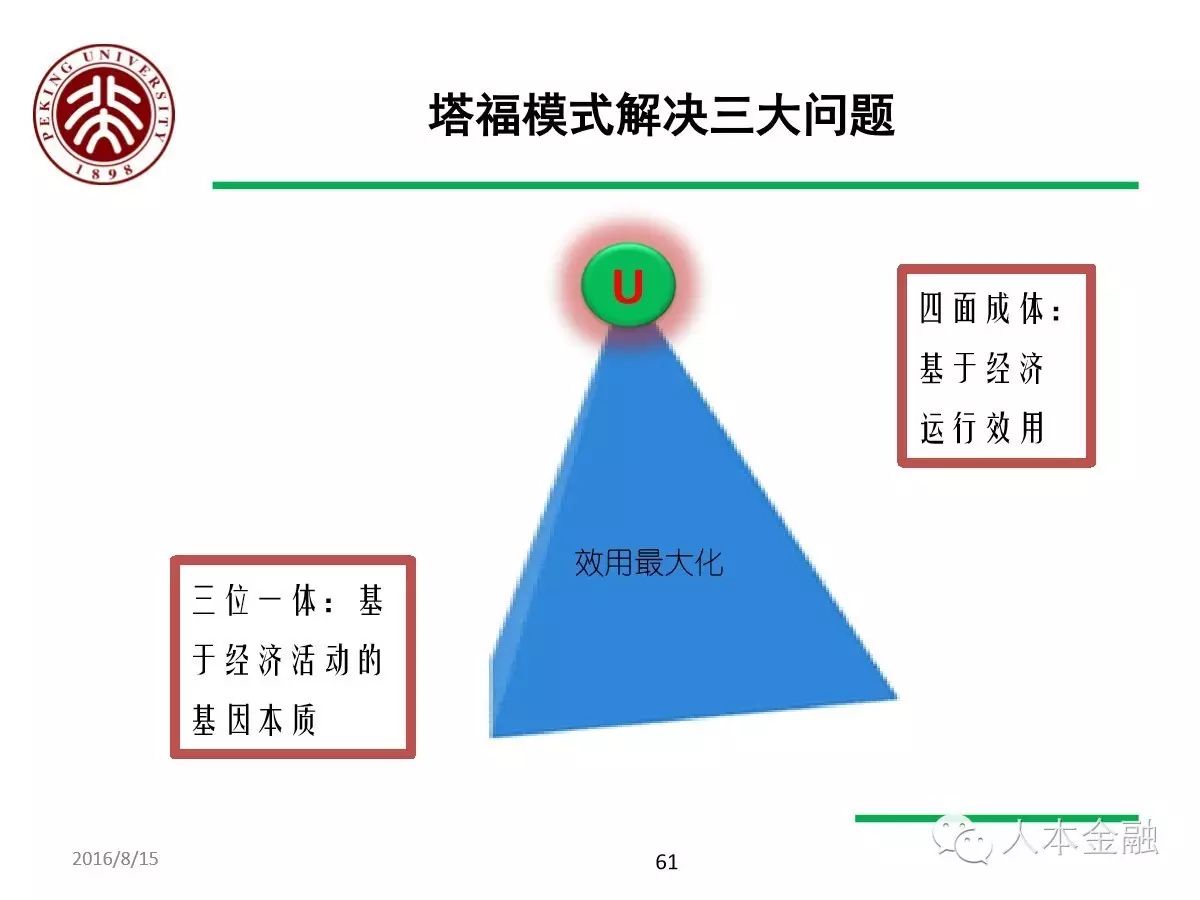 PEKING UNIVERSITY
1898
塔福模式解决三大问题
U
四面成体：
基于经济
运行效用
效用最大化
三位一体：基
于经济活动的
基因本质
人本金融
2016/8/15
61